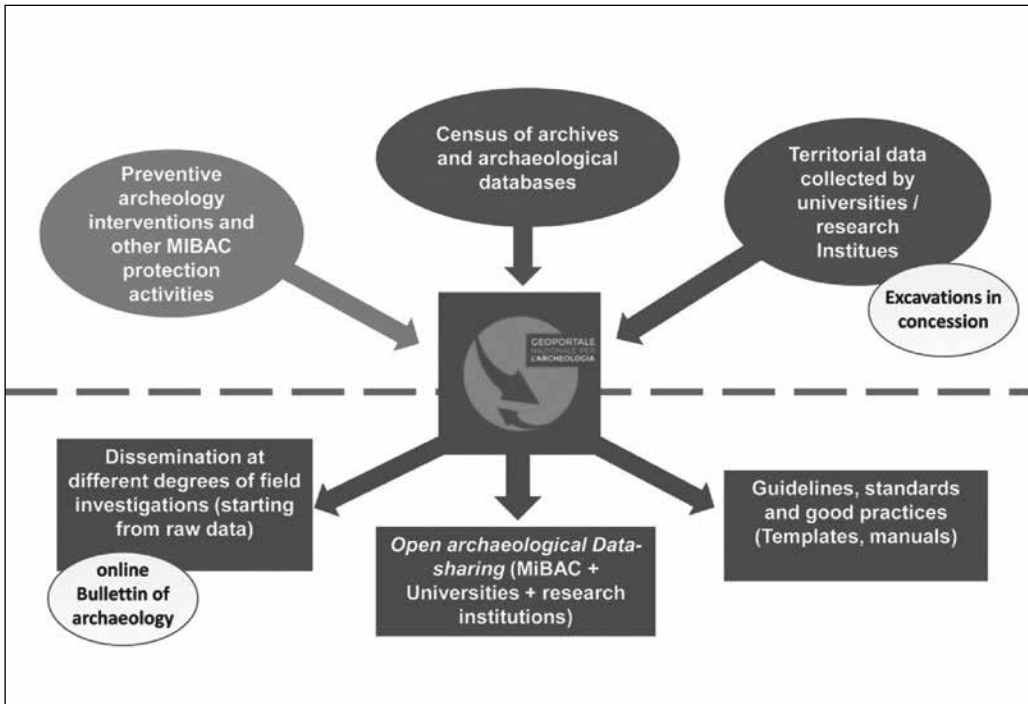 Preventive
archeology
interventions and
other MIBAC
protection
activities
Census of archives
and archaeological
databases
Territorial data
collected by
universities /
research
Institues
Excavations in
concession
GEOPORTALE
NAZIONALE PER
L'ARCHEOLOGIA
Dissemination at
different degrees of field
investigations (starting
from raw data)
online
Bullettin of
archaeology
Open archaeological Data-
sharing (MiBAC +
Universities + research
institutions)
Guidelines, standards
and good practices
(Templates, manuals)